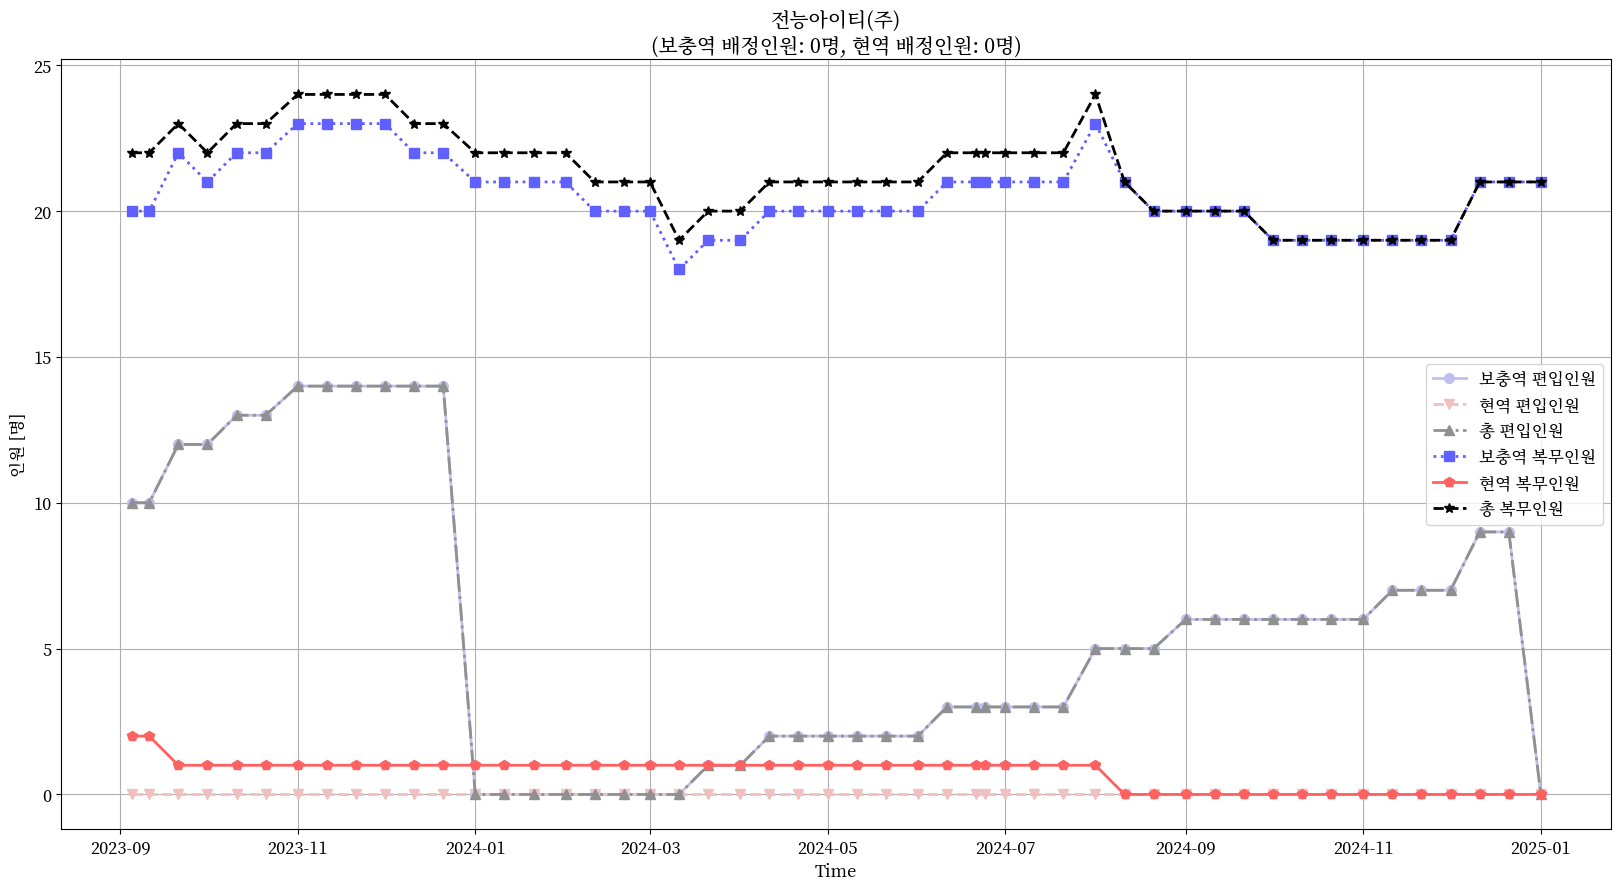 전능아이티(주)
(보충역 배정인원: 0명, 현역 배정인원: 0명)
인원 [명]
25
20
15
10
5
0
보충역 편입인원
현역 편입인원
총 편입인원
보충역 복무인원
현역 복무인원
총 복무인원
2023-09
2023-11
2024-01
2024-03
2024-05
2024-07
2024-09
2024-11
2025-01
Time